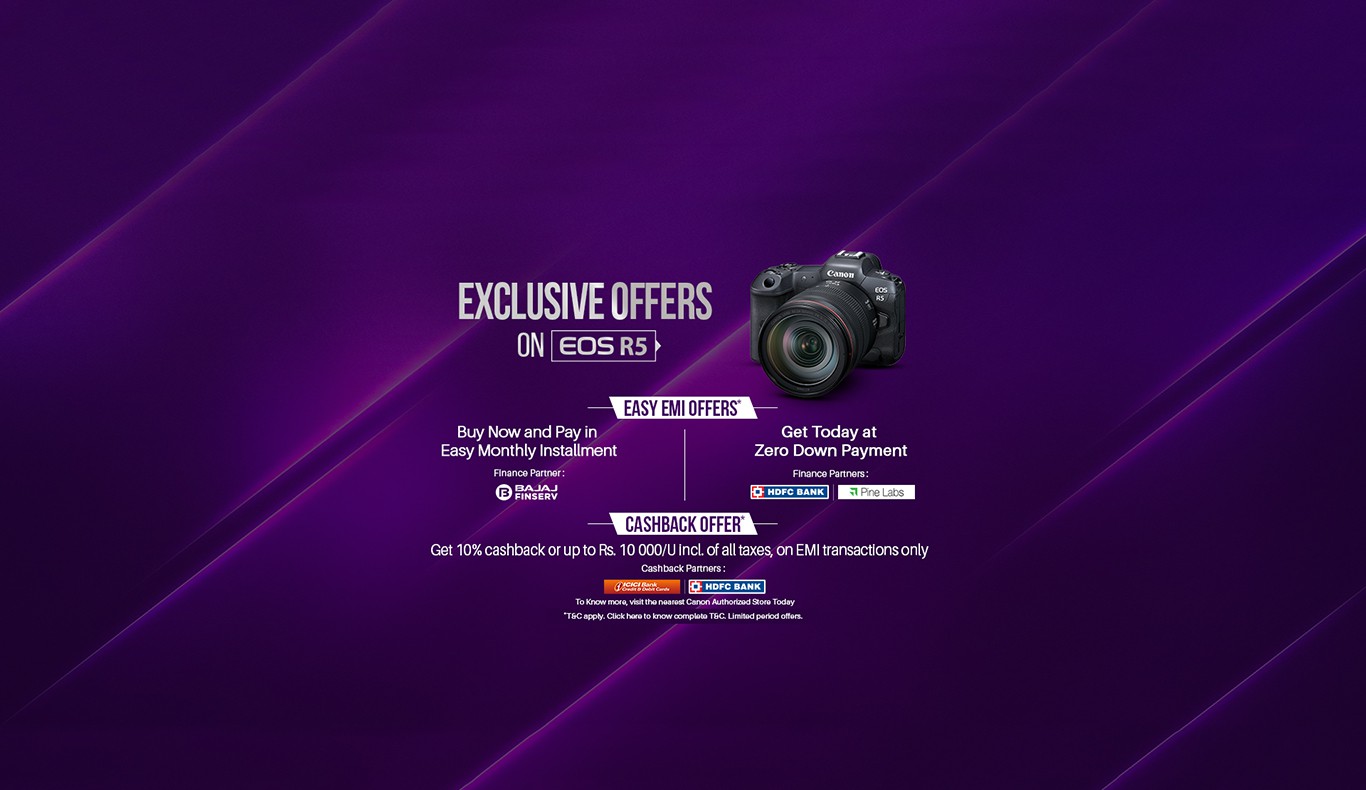 EXCLUSIVE OFFERS
ON EOS R5
Canon
EOS
R5
EASY EMI OFFERS*
Buy Now and Pay in
Easy Monthly Installment
Finance Partner :
BAJAJ
FINSERV
Get Today at
Zero Down Payment
Finance Partners :
HDFC BANK
Pine Labs
CASHBACK OFFER*
Get 10% cashback or up to Rs. 10 000/U Incl. of all taxes, on EMI transactions only
Cashback Partners :
ICICI Bank
Credit & Debit Cards
HDFC BANK
To Know more, visit the nearest Canon Authorized Store Today
*T&C apply. Click here to know complete T&C. Limited period offers.